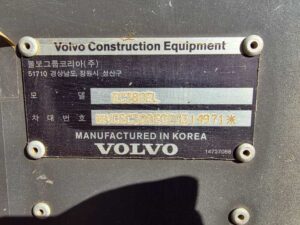 Volvo Construction Equipment
볼보그룹코리아(주)
51710 경상남도, 창원시 성산구
모 델
차 대 번 호
MANUFACTURED IN KOREA
VOLVO
14727088